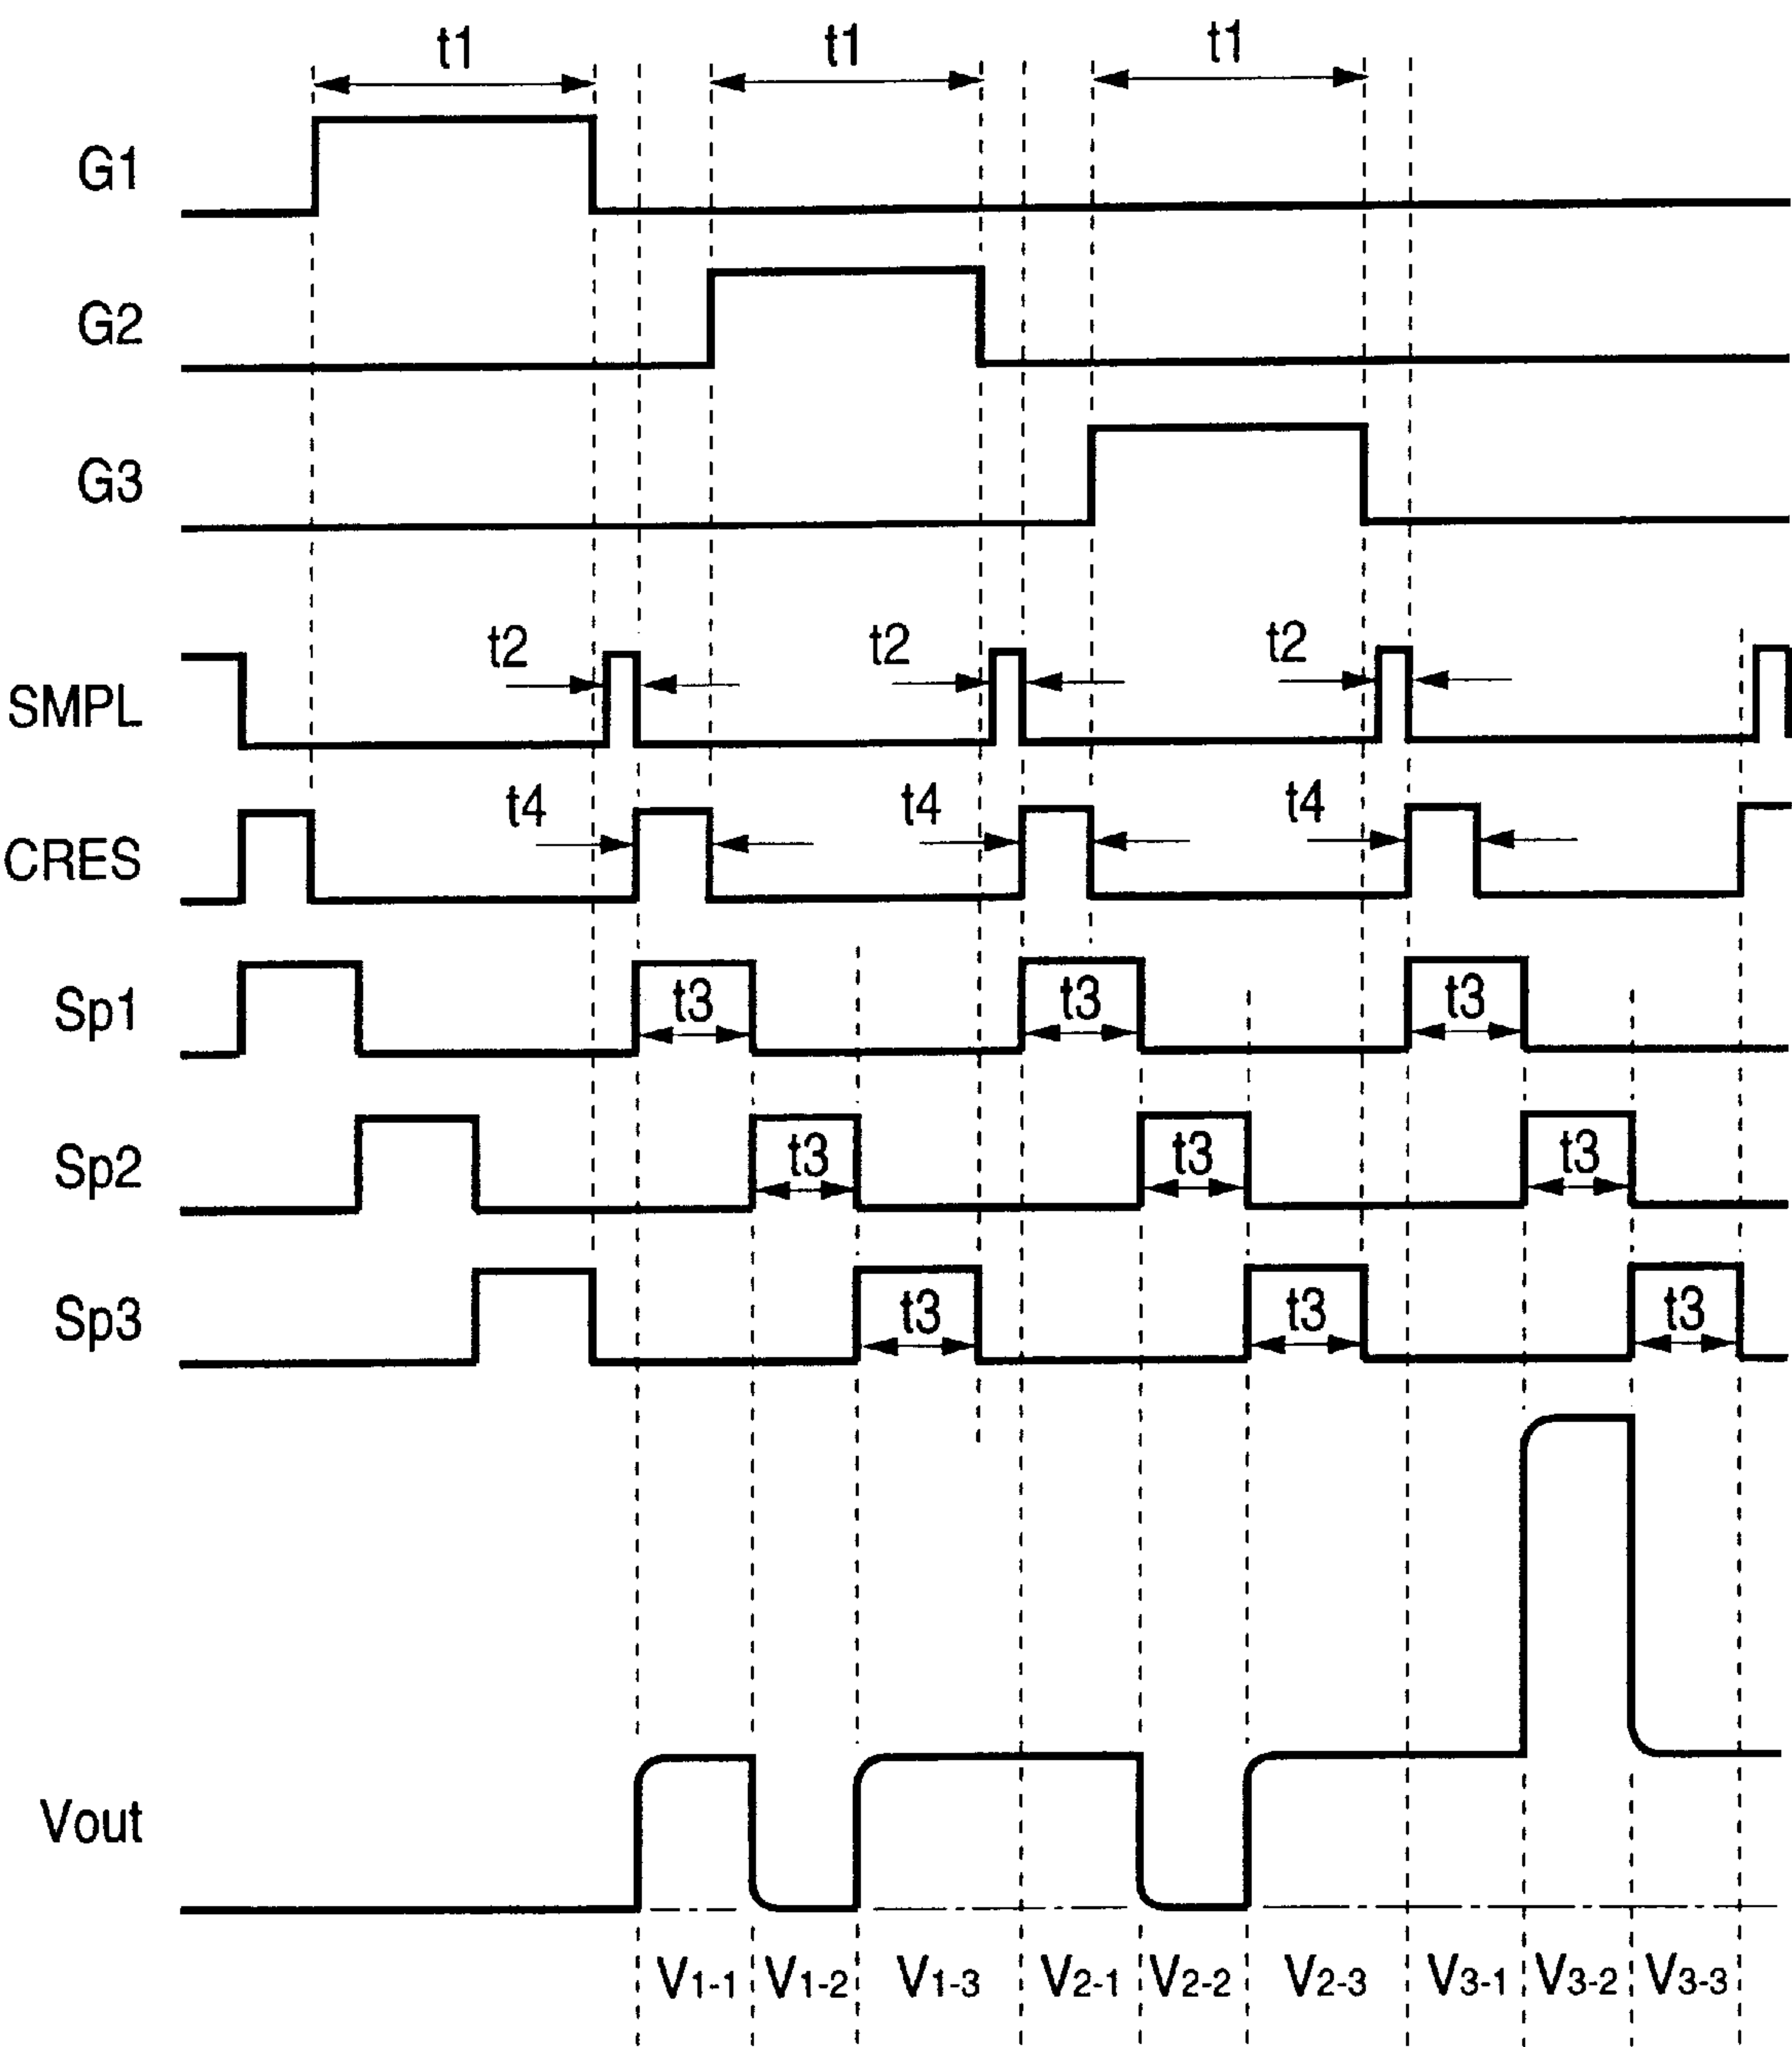 t1 t1 t1
G1
G2
G3
t2 t2 t2
SMPL
t4 t4 t4
CRES
Sp1 t3 t3 t3
Sp2 t3 t3 t3
Sp3 t3 t3 t3
Vout
V1-1 V1-2 V1-3 V2-1 V2-2 V2-3 V3-1 V3-2 V3-3